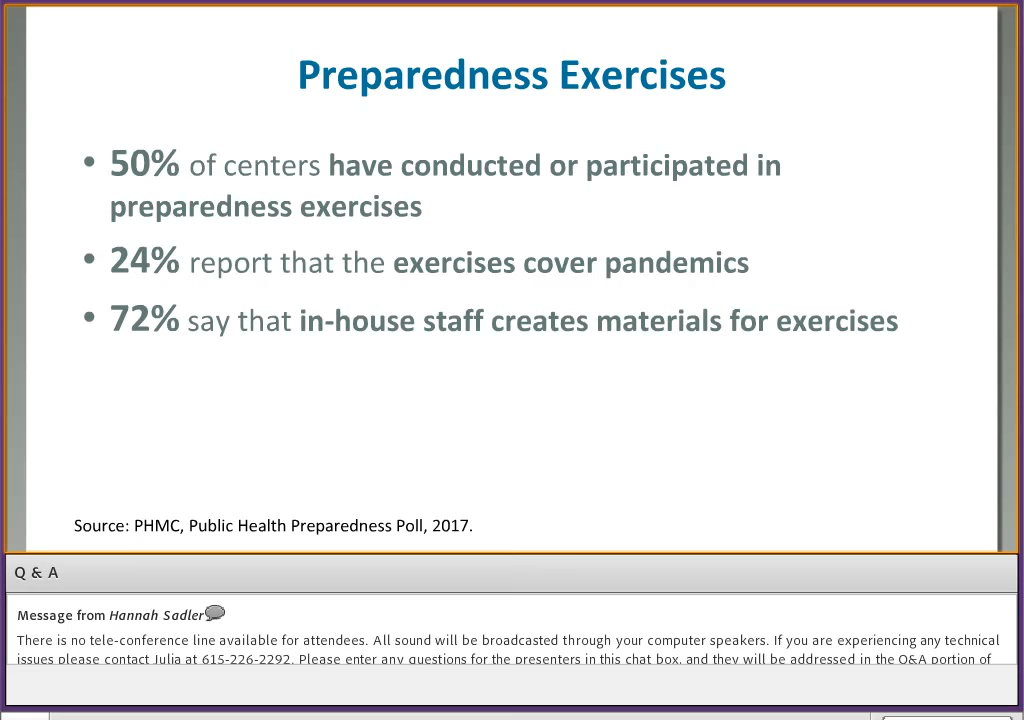 Preparedness Exercises
• 50% of centers have conducted or participated in
preparedness exercises
• 24% report that the exercises cover pandemics
• 72% say that in-house staff creates materials for exercises
Source: PHMC, Public Health Preparedness Poll, 2017.
Q & A
Message from Hannah Sadler
There is no tele-conference line available for attendees. All sound will be broadcasted through your computer speakers. If you are experiencing any technical
issues please contact Julia at 615-226-2292. Please enter any questions for the presenters in this chat box, and they will be addressed in the Q&A portion of